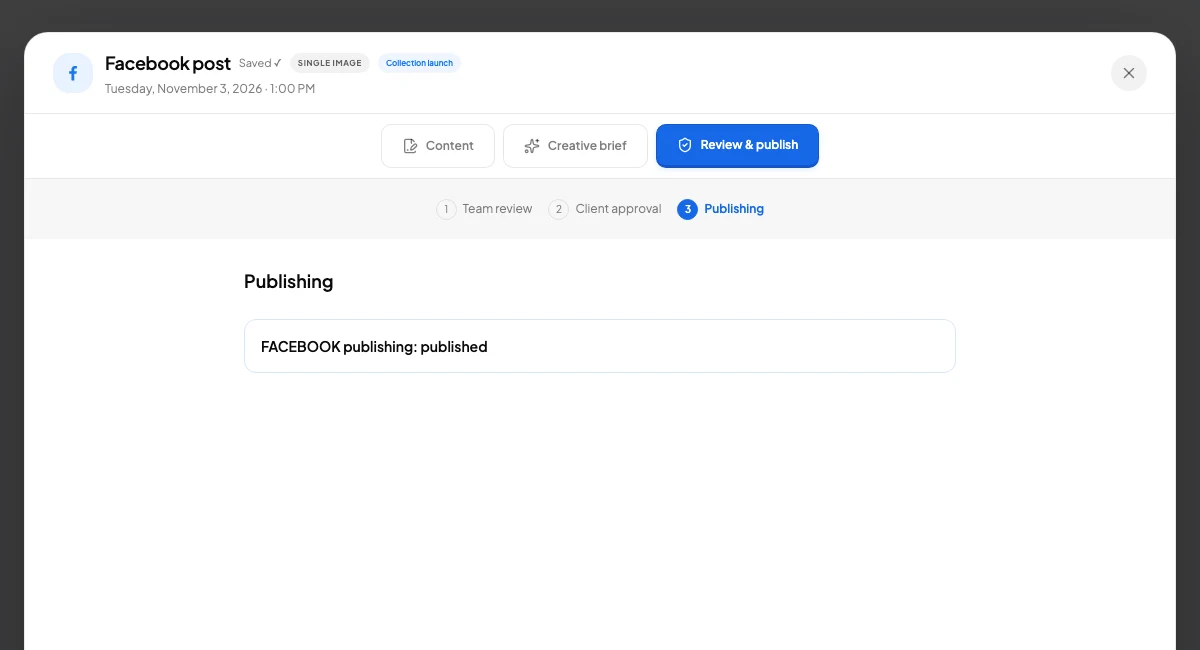 Facebook post Saved ✓ SINGLE IMAGE Collection launch
Tuesday, November 3, 2026 · 1:00 PM
Content Creative brief Review & publish
1 Team review 2 Client approval 3 Publishing
Publishing
FACEBOOK publishing: published